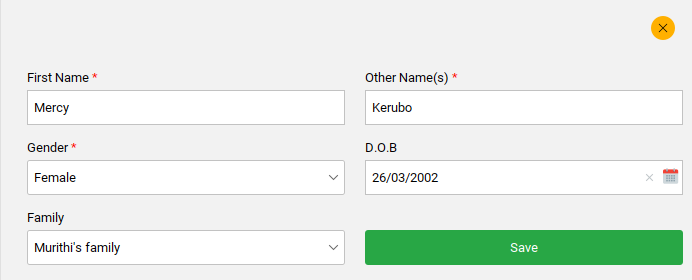 First Name *
Other Name(s) *
Mercy
Kerubo
Gender *
D.O.B
Female
26/03/2002
Family
Murithi's family
Save